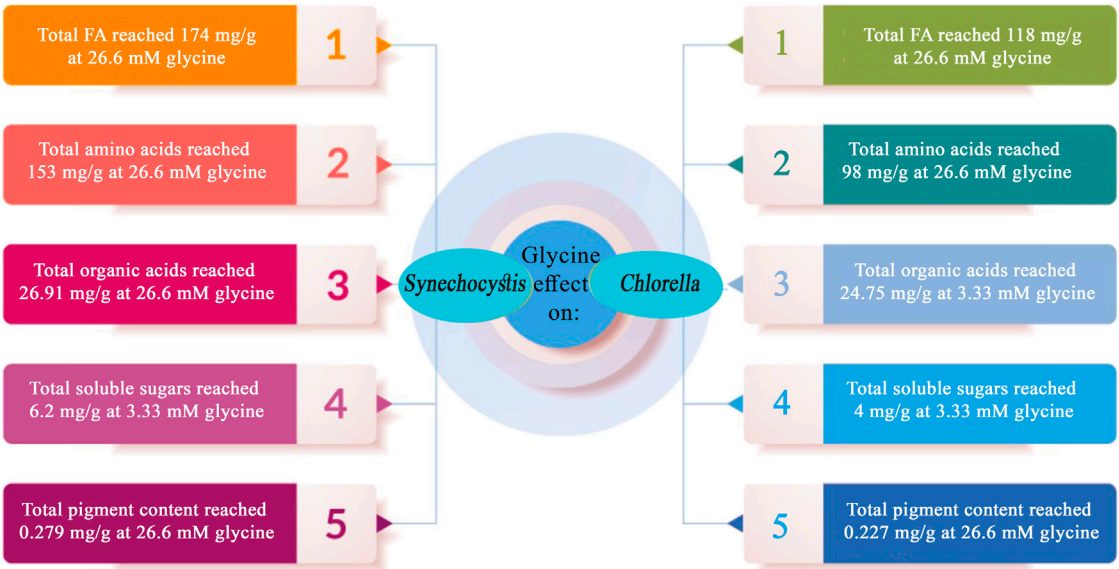 Total FA reached 174 mg/g
at 26.6 mM glycine
1
Total amino acids reached
153 mg/g at 26.6 mM glycine
2
Total organic acids reached
26.91 mg/g at 26.6 mM glycine
3
Total soluble sugars reached
6.2 mg/g at 3.33 mM glycine
4
Total pigment content reached
0.279 mg/g at 26.6 mM glycine
5
Synechocystis
Glycine
effect
on:
Chlorella
1
Total FA reached 118 mg/g
at 26.6 mM glycine
2
Total amino acids reached
98 mg/g at 26.6 mM glycine
3
Total organic acids reached
24.75 mg/g at 3.33 mM glycine
4
Total soluble sugars reached
4 mg/g at 3.33 mM glycine
5
Total pigment content reached
0.227 mg/g at 26.6 mM glycine